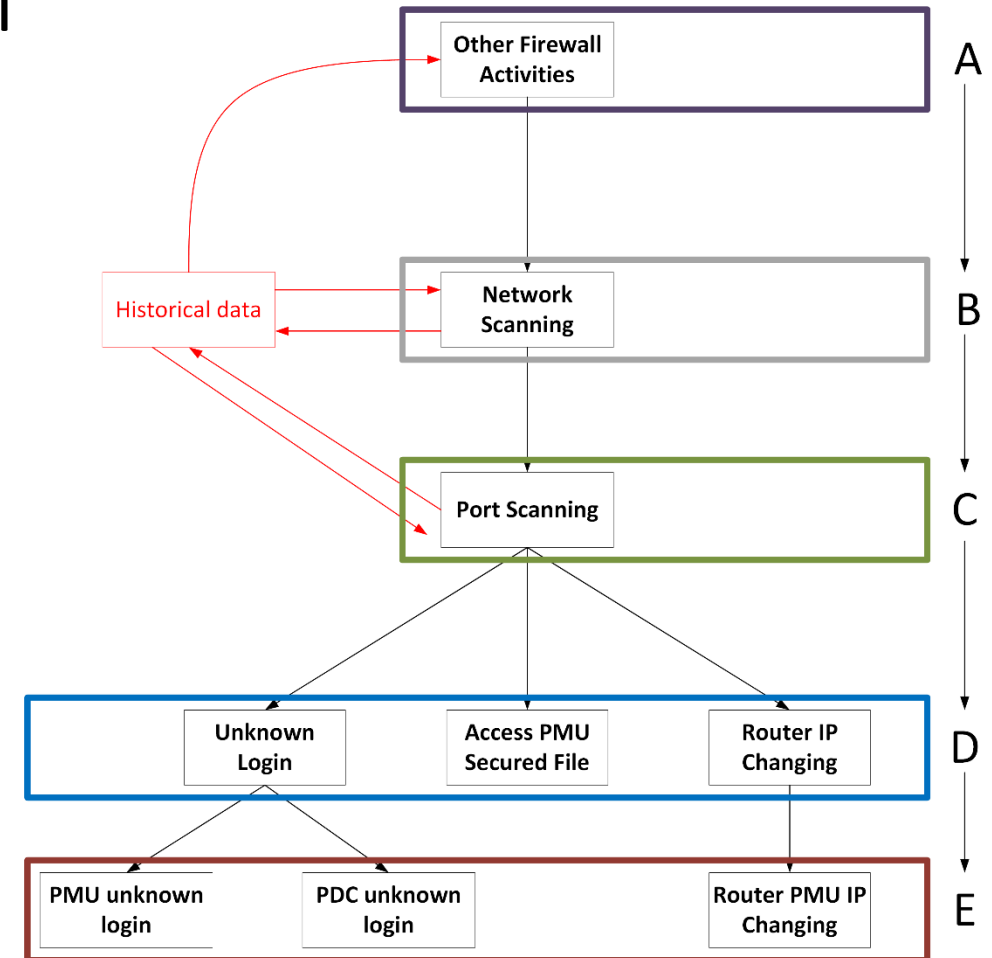 Other Firewall
Activities
A
Historical data
Network
Scanning
B
Port Scanning
C
Unknown
Login
Access PMU
Secured File
Router IP
Changing
D
PMU unknown
login
PDC unknown
login
Router PMU IP
Changing
E